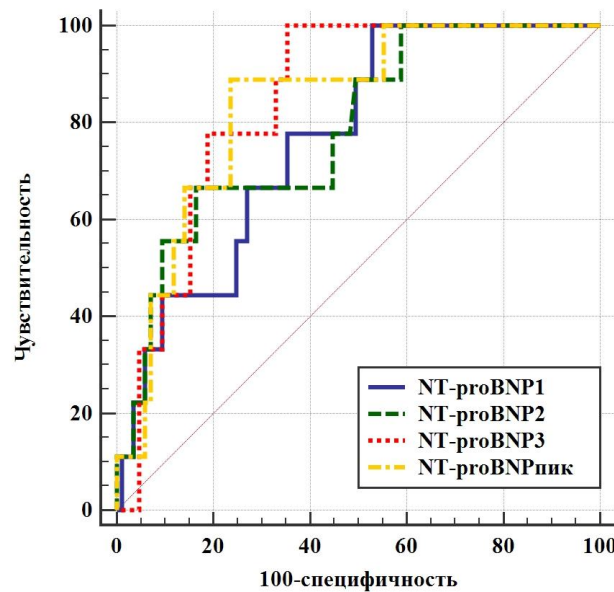 100
80
60
40
20
0
Чувствительность
NT-proBNP1
NT-proBNP2
NT-proBNP3
NT-proBNPпик
0 20 40 60 80 100
100-специфичность